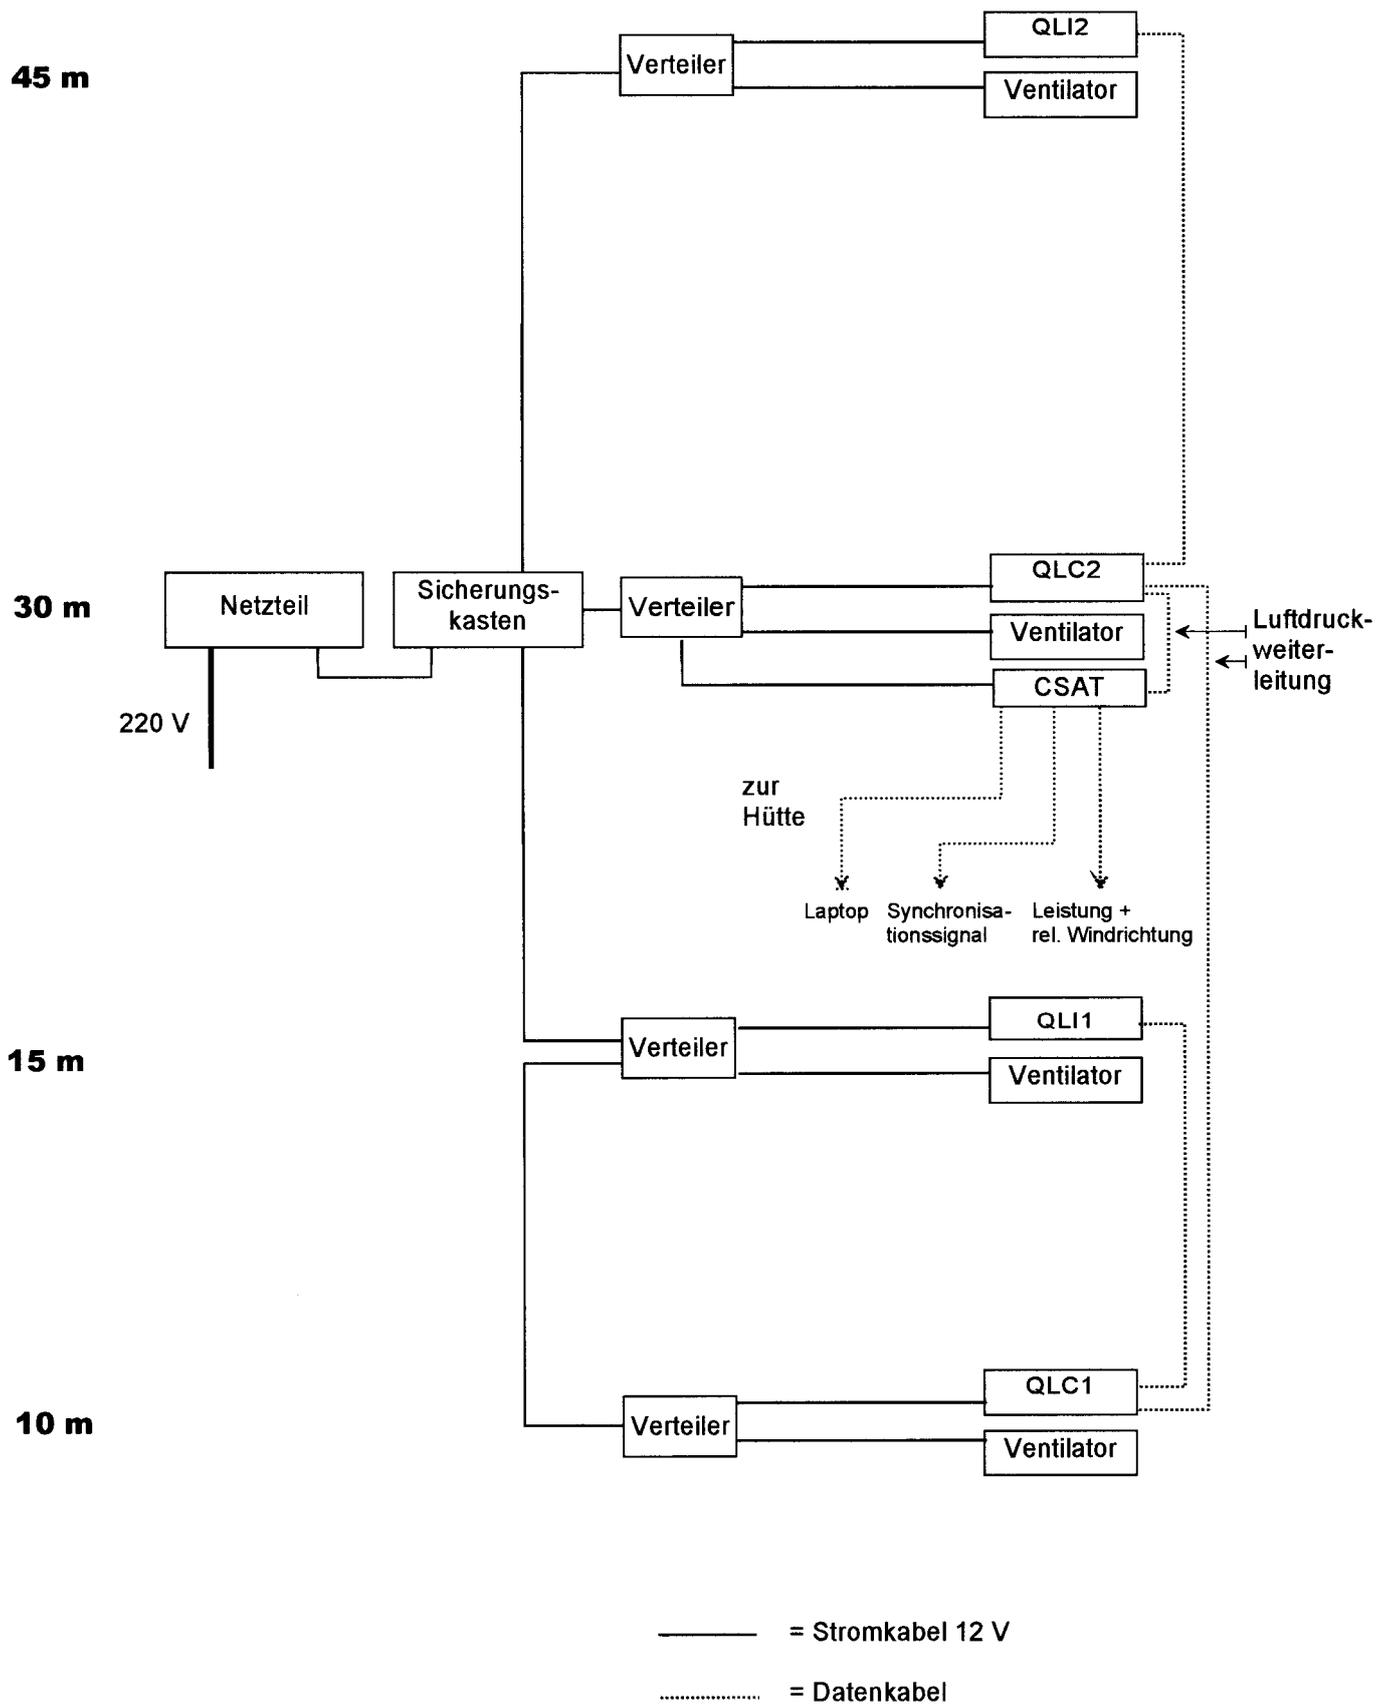 45 m
Verteiler
QLI2
Ventilator
30 m
Netzteil
Sicherungs-
kasten
Verteiler
QLC2
Ventilator
CSAT
Luftdruck-
weiter-
leitung
220 V
zur
Hütte
Laptop
Synchronisa-
tionssignal
Leistung +
rel. Windrichtung
15 m
Verteiler
QLI1
Ventilator
10 m
Verteiler
QLC1
Ventilator
= Stromkabel 12 V
= Datenkabel